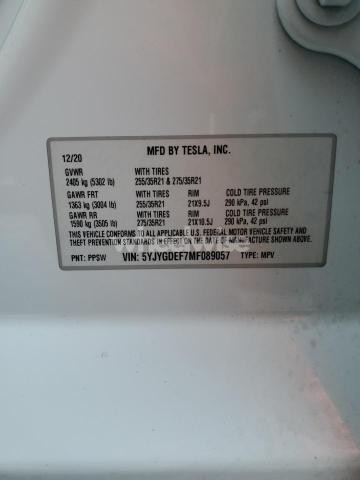 MFD BY TESLA, INC.
12/20
GVWR WITH TIRES
2405 kg (5302 lb) 255/35R21 & 275/35R21
GAWR FRT WITH TIRES RIM COLD TIRE PRESSURE
1363 kg (3004 lb) 255/35R21 21X9.5J 290 kPa, 42 psi
GAWR RR WITH TIRES RIM COLD TIRE PRESSURE
1590 kg (3505 lb) 275/35R21 21X10.5J 290 kPa, 42 psi
THIS VEHICLE CONFORMS TO ALL APPLICABLE U.S. FEDERAL MOTOR VEHICLE SAFETY AND
THEFT PREVENTION STANDARDS IN EFFECT ON THE DATE OF MANUFACTURE SHOWN ABOVE.
PNT: PPSW VIN: 5YJYGDEF7MF089057 TYPE: MPV